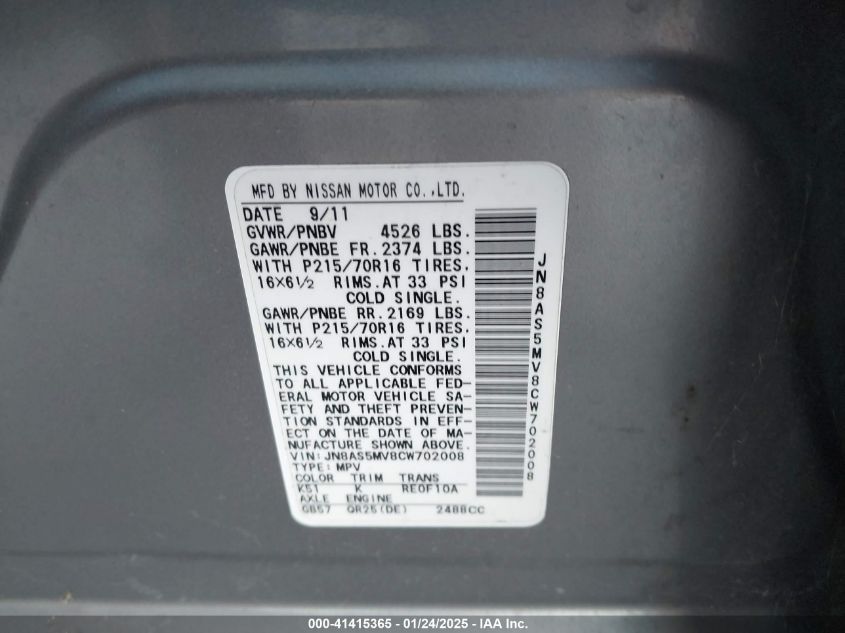 MFD BY NISSAN MOTOR CO.,LTD.
DATE 9/11
GVWR/PNBV 4526 LBS.
GAWR/PNBE FR. 2374 LBS.
WITH P215/70R16 TIRES,
16X6½ RIMS. AT 33 PSI
COLD SINGLE.
GAWR/PNBE RR. 2169 LBS.
WITH P215/70R16 TIRES,
16X6½ RIMS. AT 33 PSI
COLD SINGLE.
THIS VEHICLE CONFORMS
TO ALL APPLICABLE FED-
ERAL MOTOR VEHICLE SA-
FETY AND THEFT PREVEN-
TION STANDARDS IN EFF-
ECT ON THE DATE OF MA-
NUFACTURE SHOWN ABOVE.
VIN: JN8AS5MV8CW702008
TYPE: MPV
COLOR TRIM TRANS
K51 K RE0F10A
AXLE ENGINE
GB57 QR25(DE) 2488CC
JN8AS5MV8CW702008
000-41415365 - 01/24/2025 - IAA Inc.